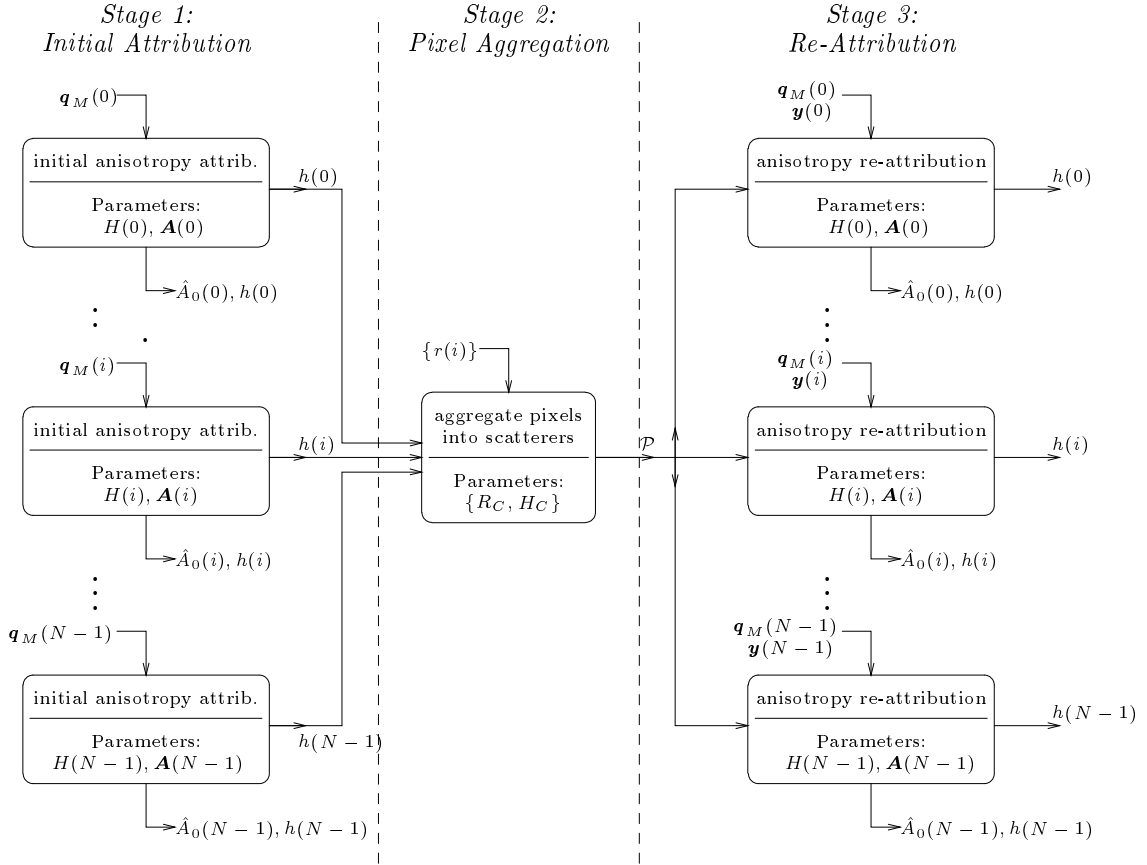 Stage 1:
Initial Attribution
Stage 2:
Pixel Aggregation
Stage 3:
Re-Attribution
q_M(0)
initial anisotropy attrib.
Parameters:
H(0), A(0)
h(0)
Â_0(0), h(0)
q_M(i)
initial anisotropy attrib.
Parameters:
H(i), A(i)
h(i)
Â_0(i), h(i)
q_M(N − 1)
initial anisotropy attrib.
Parameters:
H(N − 1), A(N − 1)
h(N − 1)
Â_0(N − 1), h(N − 1)
{r(i)}
aggregate pixels
into scatterers
Parameters:
{R_C, H_C}
P
q_M(0)
y(0)
anisotropy re-attribution
Parameters:
H(0), A(0)
h(0)
Â_0(0), h(0)
q_M(i)
y(i)
anisotropy re-attribution
Parameters:
H(i), A(i)
h(i)
Â_0(i), h(i)
q_M(N − 1)
y(N − 1)
anisotropy re-attribution
Parameters:
H(N − 1), A(N − 1)
h(N − 1)
Â_0(N − 1), h(N − 1)